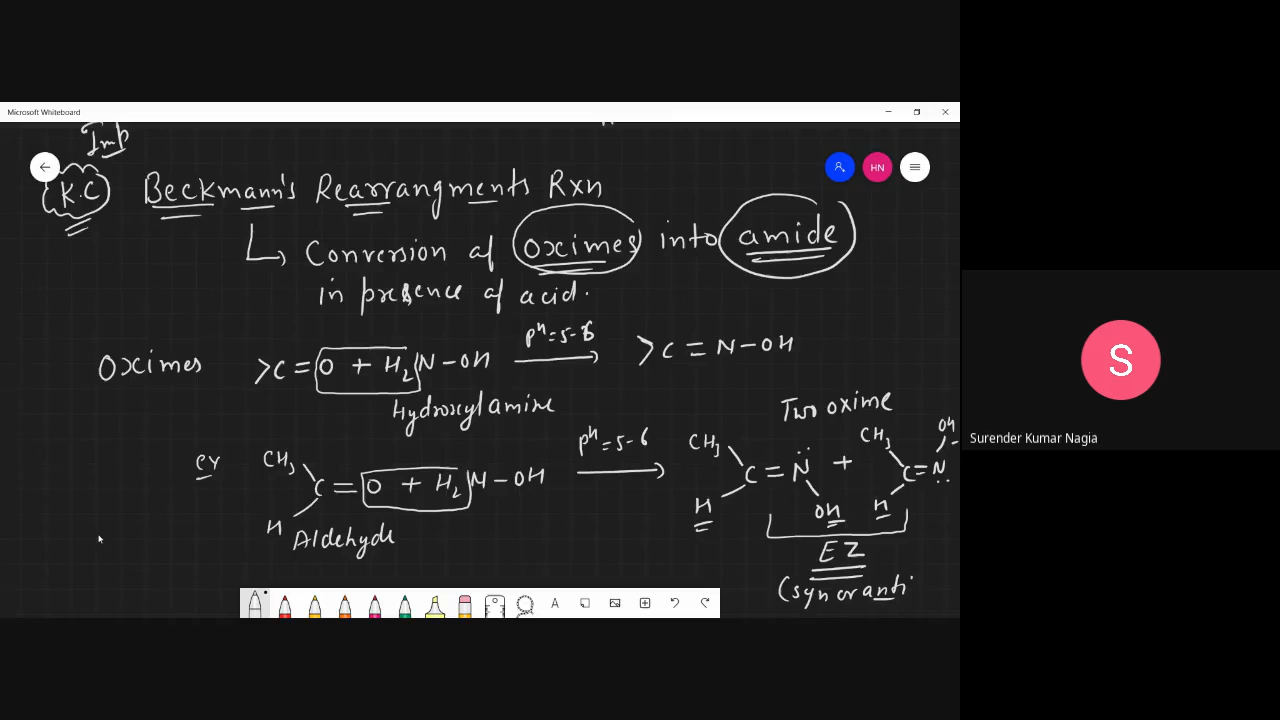 Microsoft Whiteboard
Imp
K.C
HN
Beckmann's Rearrangments Rxn
Conversion of oximes into amide
in presence of acid.
Oximes >C = O + H2N-OH pH=5-6 >C=N-OH
Hydroxylamine
Two oxime
ex CH3 C = O + H2N-OH pH=5-6 CH3 C=N + CH3 C=N OH
H H OH H
Aldehyde
E Z
(syn or anti
S
Surender Kumar Nagia
A